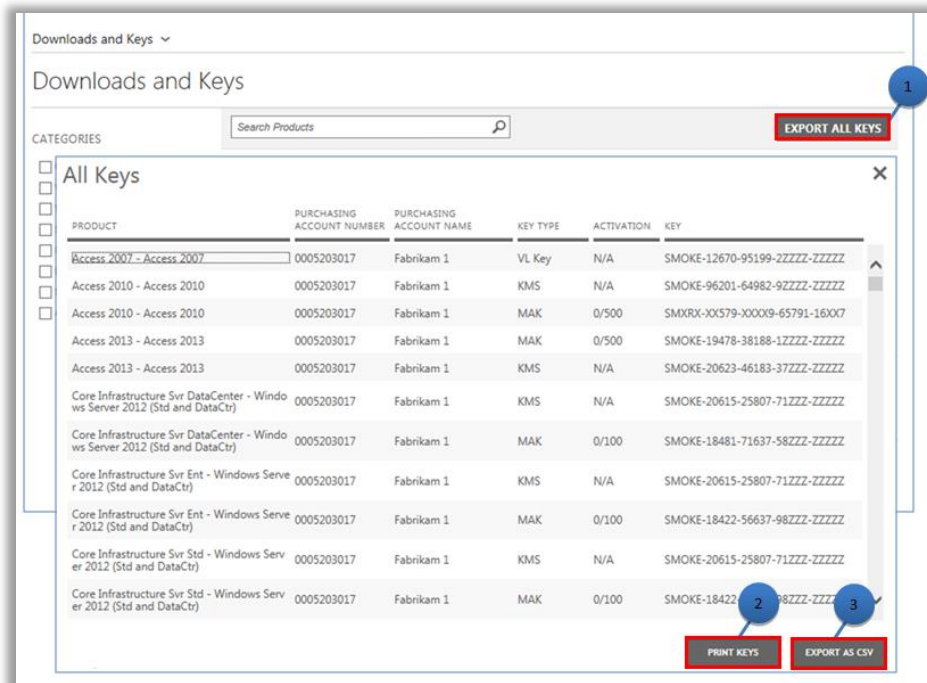 Downloads and Keys
Downloads and Keys
1
CATEGORIES
Search Products
EXPORT ALL KEYS
All Keys
PRODUCT PURCHASING ACCOUNT NUMBER PURCHASING ACCOUNT NAME KEY TYPE ACTIVATION KEY
Access 2007 - Access 2007 0005203017 Fabrikam 1 VL Key N/A SMOKE-12670-95199-2ZZZZ-ZZZZZ
Access 2010 - Access 2010 0005203017 Fabrikam 1 KMS N/A SMOKE-96201-64982-9ZZZZ-ZZZZZ
Access 2010 - Access 2010 0005203017 Fabrikam 1 MAK 0/500 SMXRX-XX579-XXXX9-65791-16XX7
Access 2013 - Access 2013 0005203017 Fabrikam 1 MAK 0/500 SMOKE-19478-38188-1ZZZZ-ZZZZZ
Access 2013 - Access 2013 0005203017 Fabrikam 1 KMS N/A SMOKE-20623-46183-37ZZZ-ZZZZZ
Core Infrastructure Svr DataCenter - Windo
ws Server 2012 (Std and DataCtr) 0005203017 Fabrikam 1 KMS N/A SMOKE-20615-25807-71ZZZ-ZZZZZ
Core Infrastructure Svr DataCenter - Windo
ws Server 2012 (Std and DataCtr) 0005203017 Fabrikam 1 MAK 0/100 SMOKE-18481-71637-58ZZZ-ZZZZZ
Core Infrastructure Svr Ent - Windows Serve
r 2012 (Std and DataCtr) 0005203017 Fabrikam 1 KMS N/A SMOKE-20615-25807-71ZZZ-ZZZZZ
Core Infrastructure Svr Ent - Windows Serve
r 2012 (Std and DataCtr) 0005203017 Fabrikam 1 MAK 0/100 SMOKE-18422-56637-98ZZZ-ZZZZZ
Core Infrastructure Svr Std - Windows Serv
er 2012 (Std and DataCtr) 0005203017 Fabrikam 1 KMS N/A SMOKE-20615-25807-71ZZZ-ZZZZZ
Core Infrastructure Svr Std - Windows Serv
er 2012 (Std and DataCtr) 0005203017 Fabrikam 1 MAK 0/100 SMOKE-18422
2
3
PRINT KEYS
EXPORT AS CSV